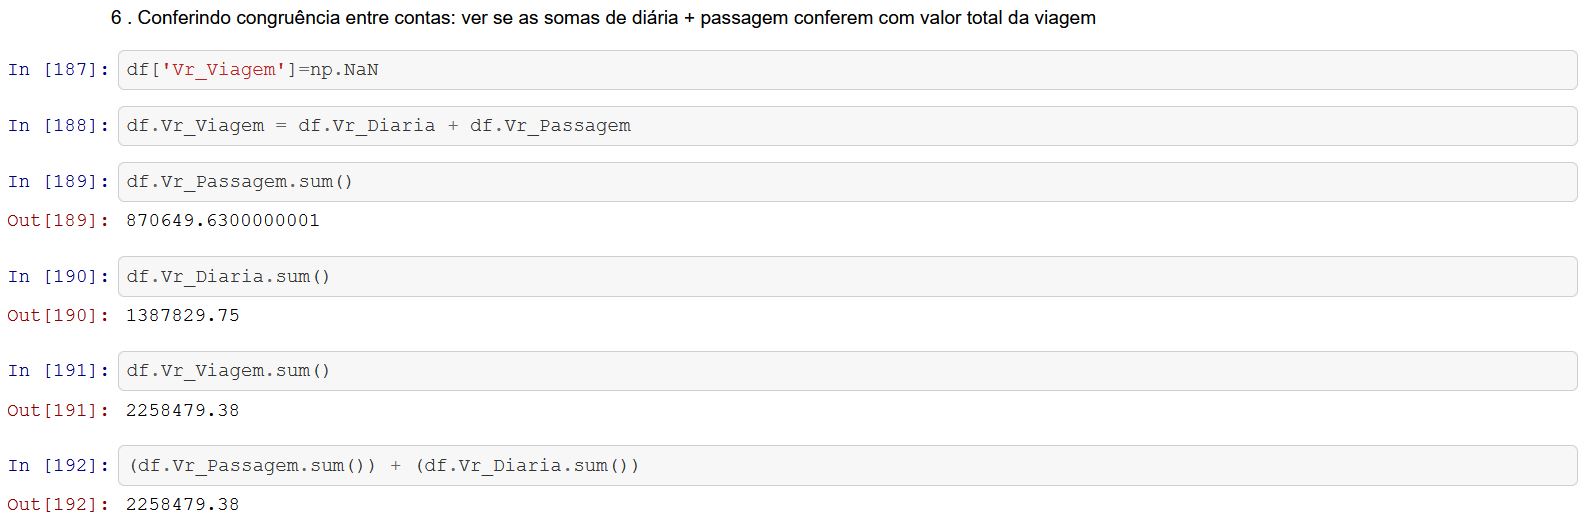 6 . Conferindo congruência entre contas: ver se as somas de diária + passagem conferem com valor total da viagem
In [187]: df['Vr_Viagem']=np.NaN
In [188]: df.Vr_Viagem = df.Vr_Diaria + df.Vr_Passagem
In [189]: df.Vr_Passagem.sum()
Out[189]: 870649.6300000001
In [190]: df.Vr_Diaria.sum()
Out[190]: 1387829.75
In [191]: df.Vr_Viagem.sum()
Out[191]: 2258479.38
In [192]: (df.Vr_Passagem.sum()) + (df.Vr_Diaria.sum())
Out[192]: 2258479.38